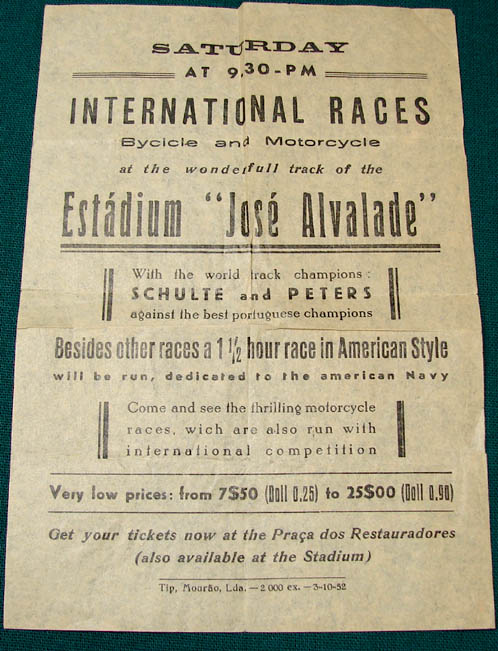 SATURDAY
AT 9,30-PM
INTERNATIONAL RACES
Bycicle and Motorcycle
at the wonderfull track of the
Estádium "José Alvalade"
With the world track champions:
SCHULTE and PETERS
against the best portuguese champions
Besides other races a 1 1/2 hour race in American Style
will be run, dedicated to the american Navy
Come and see the thrilling motorcycle
races, wich are also run with
international competition
Very low prices: from 7$50 (Doll 0.25) to 25$00 (Doll 0.90)
Get your tickets now at the Praça dos Restauradores
(also available at the Stadium)
Tip. Mourão, Lda. — 2 000 ex. — 3-10-52